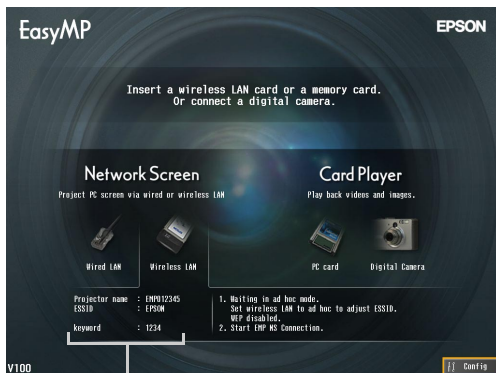 EasyMP
EPSON
Insert a wireless LAN card or a memory card.
Or connect a digital camera.
Network Screen
Project PC screen via wired or wireless LAN
Wired LAN
Wireless LAN
Card Player
Play back videos and images.
PC card
Digital Camera
Projector name : EMP012345
ESSID : EPSON
keyword : 1234
1. Waiting in ad hoc mode.
Set wireless LAN to ad hoc to adjust ESSID.
WEP disabled.
2. Start EMP NS Connection.
V100
Config